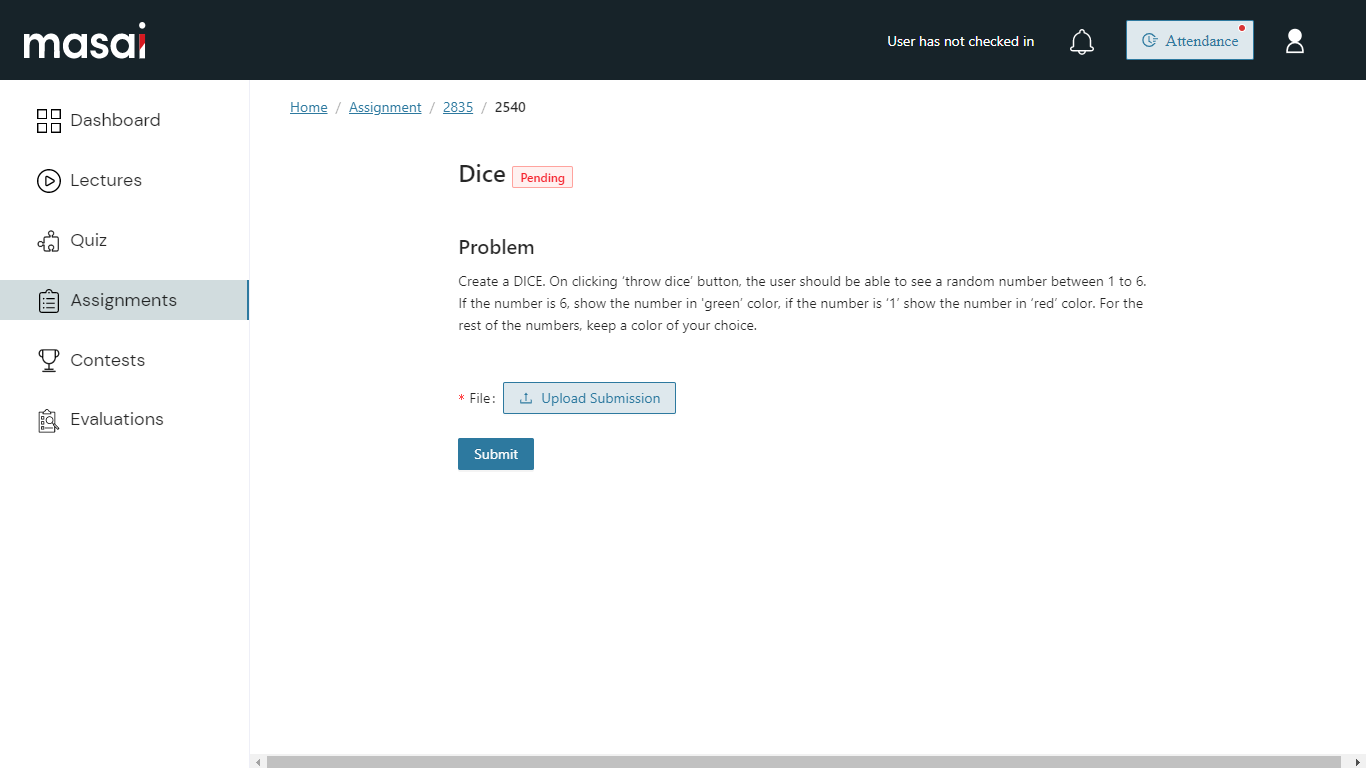 masai
User has not checked in
Attendance
Dashboard
Lectures
Quiz
Assignments
Contests
Evaluations
Home / Assignment / 2835 / 2540
Dice Pending
Problem
Create a DICE. On clicking ‘throw dice’ button, the user should be able to see a random number between 1 to 6.
If the number is 6, show the number in ‘green’ color, if the number is ‘1’ show the number in ‘red’ color. For the
rest of the numbers, keep a color of your choice.
* File: Upload Submission
Submit